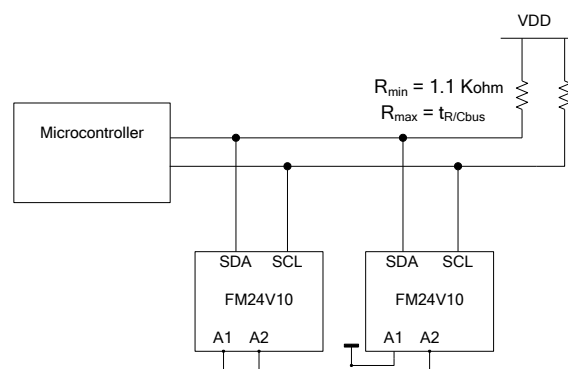 VDD
Rmin = 1.1 Kohm
Rmax = tR/Cbus
Microcontroller
SDA SCL
FM24V10
A1 A2
SDA SCL
FM24V10
A1 A2